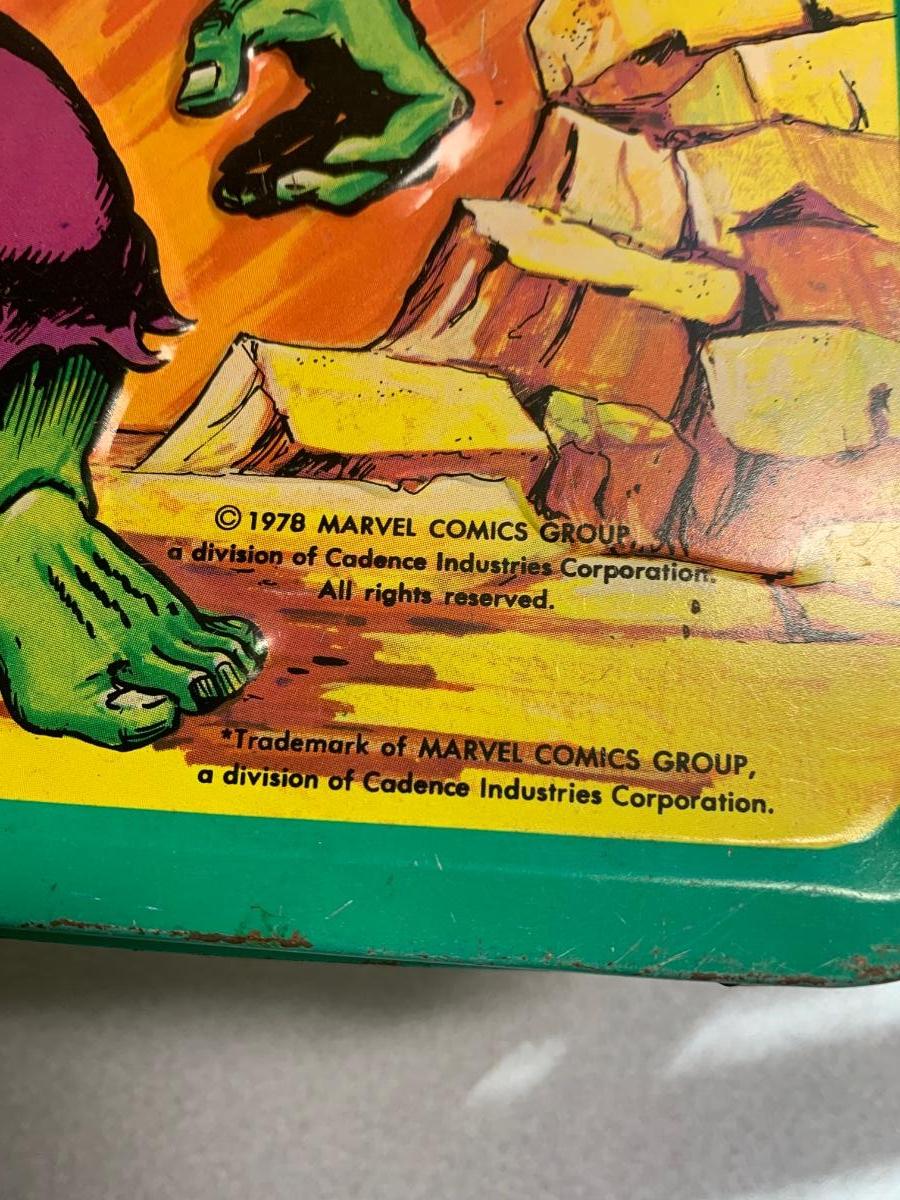 © 1978 MARVEL COMICS GROUP,
a division of Cadence Industries Corporation.
All rights reserved.
*Trademark of MARVEL COMICS GROUP,
a division of Cadence Industries Corporation.